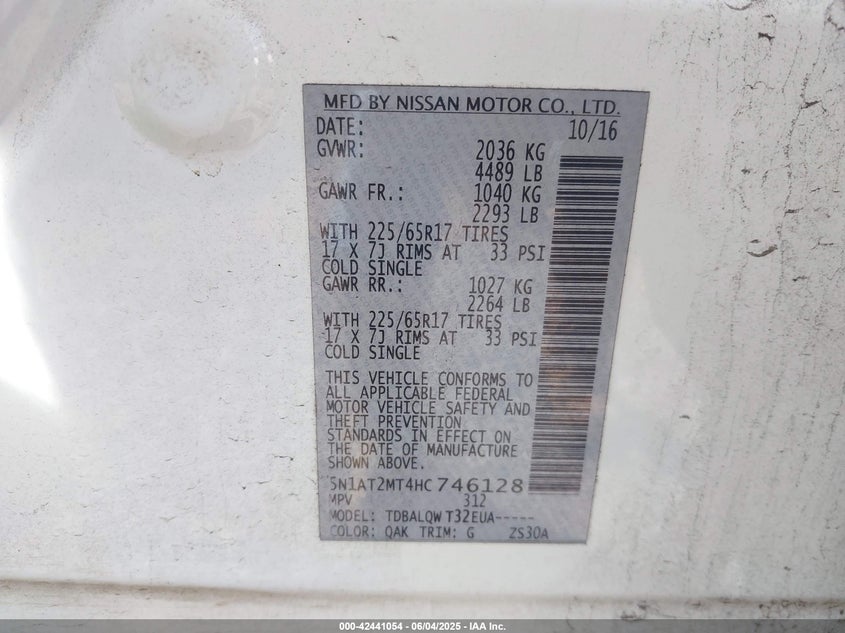 MFD BY NISSAN MOTOR CO., LTD.
DATE: 10/16
GVWR: 2036 KG
4489 LB
GAWR FR.: 1040 KG
2293 LB
WITH 225/65R17 TIRES
17 X 7J RIMS AT 33 PSI
COLD SINGLE
GAWR RR.: 1027 KG
2264 LB
WITH 225/65R17 TIRES
17 X 7J RIMS AT 33 PSI
COLD SINGLE
THIS VEHICLE CONFORMS TO
ALL APPLICABLE FEDERAL
MOTOR VEHICLE SAFETY AND
THEFT PREVENTION
STANDARDS IN EFFECT ON
THE DATE OF MANUFACTURE
SHOWN ABOVE.
5N1AT2MT4HC746128
MPV 312
MODEL: TDBALQW T32EUA-----
COLOR: QAK TRIM: G ZS30A
000-42441054 - 06/04/2025 - IAA Inc.